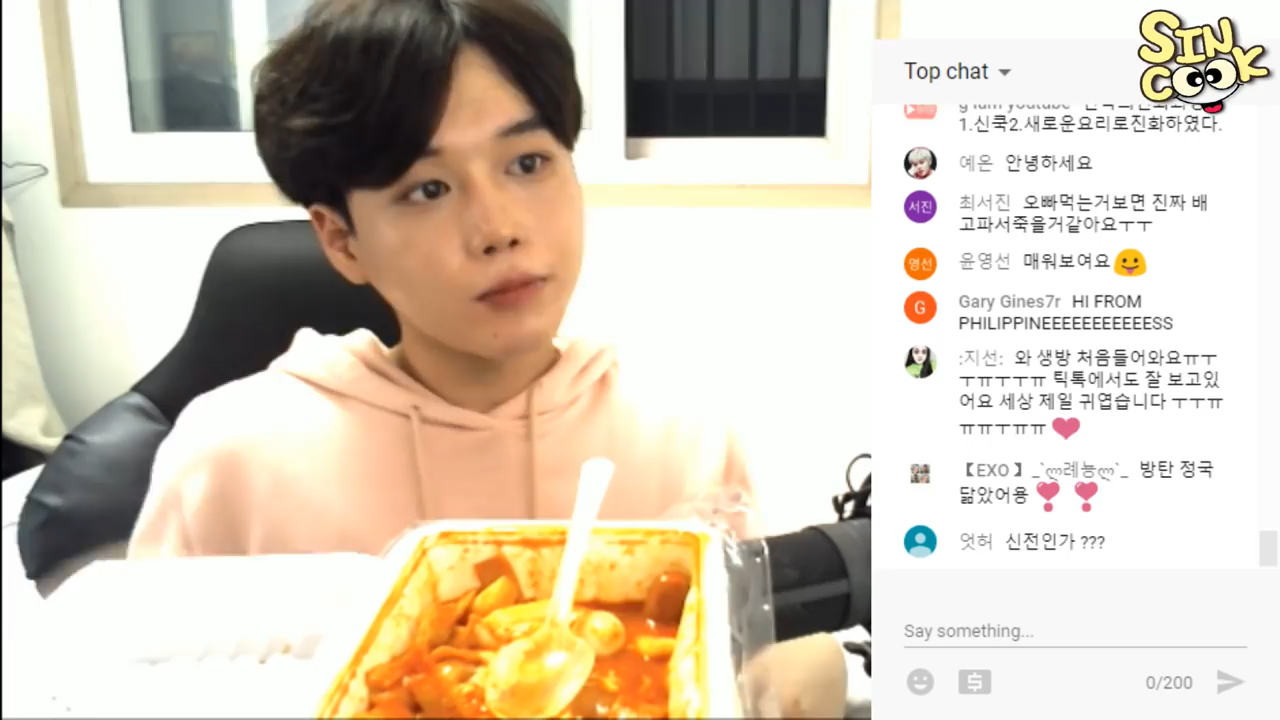 SIN
COOK
Top chat
1.신쿡2.새로운요리로진화하였다.
예은 안녕하세요
서진
최서진 오빠먹는거보면 진짜 배
고파서죽을거같아요ㅜㅜ
영선
윤영선 매워보여요
G
Gary Gines7r HI FROM
PHILIPPINEEEEEEEEEEESS
:지선: 와 생방 처음들어와요ㅠㅜ
ㅜㅠㅜㅜㅠ 틱톡에서도 잘 보고있
어요 세상 제일 귀엽습니다 ㅜㅜㅠ
ㅠㅠㅜㅠㅠ
【EXO】_`ღ례능ღ`_ 방탄 정국
닮았어용
엇허 신전인가 ???
Say something...
0/200